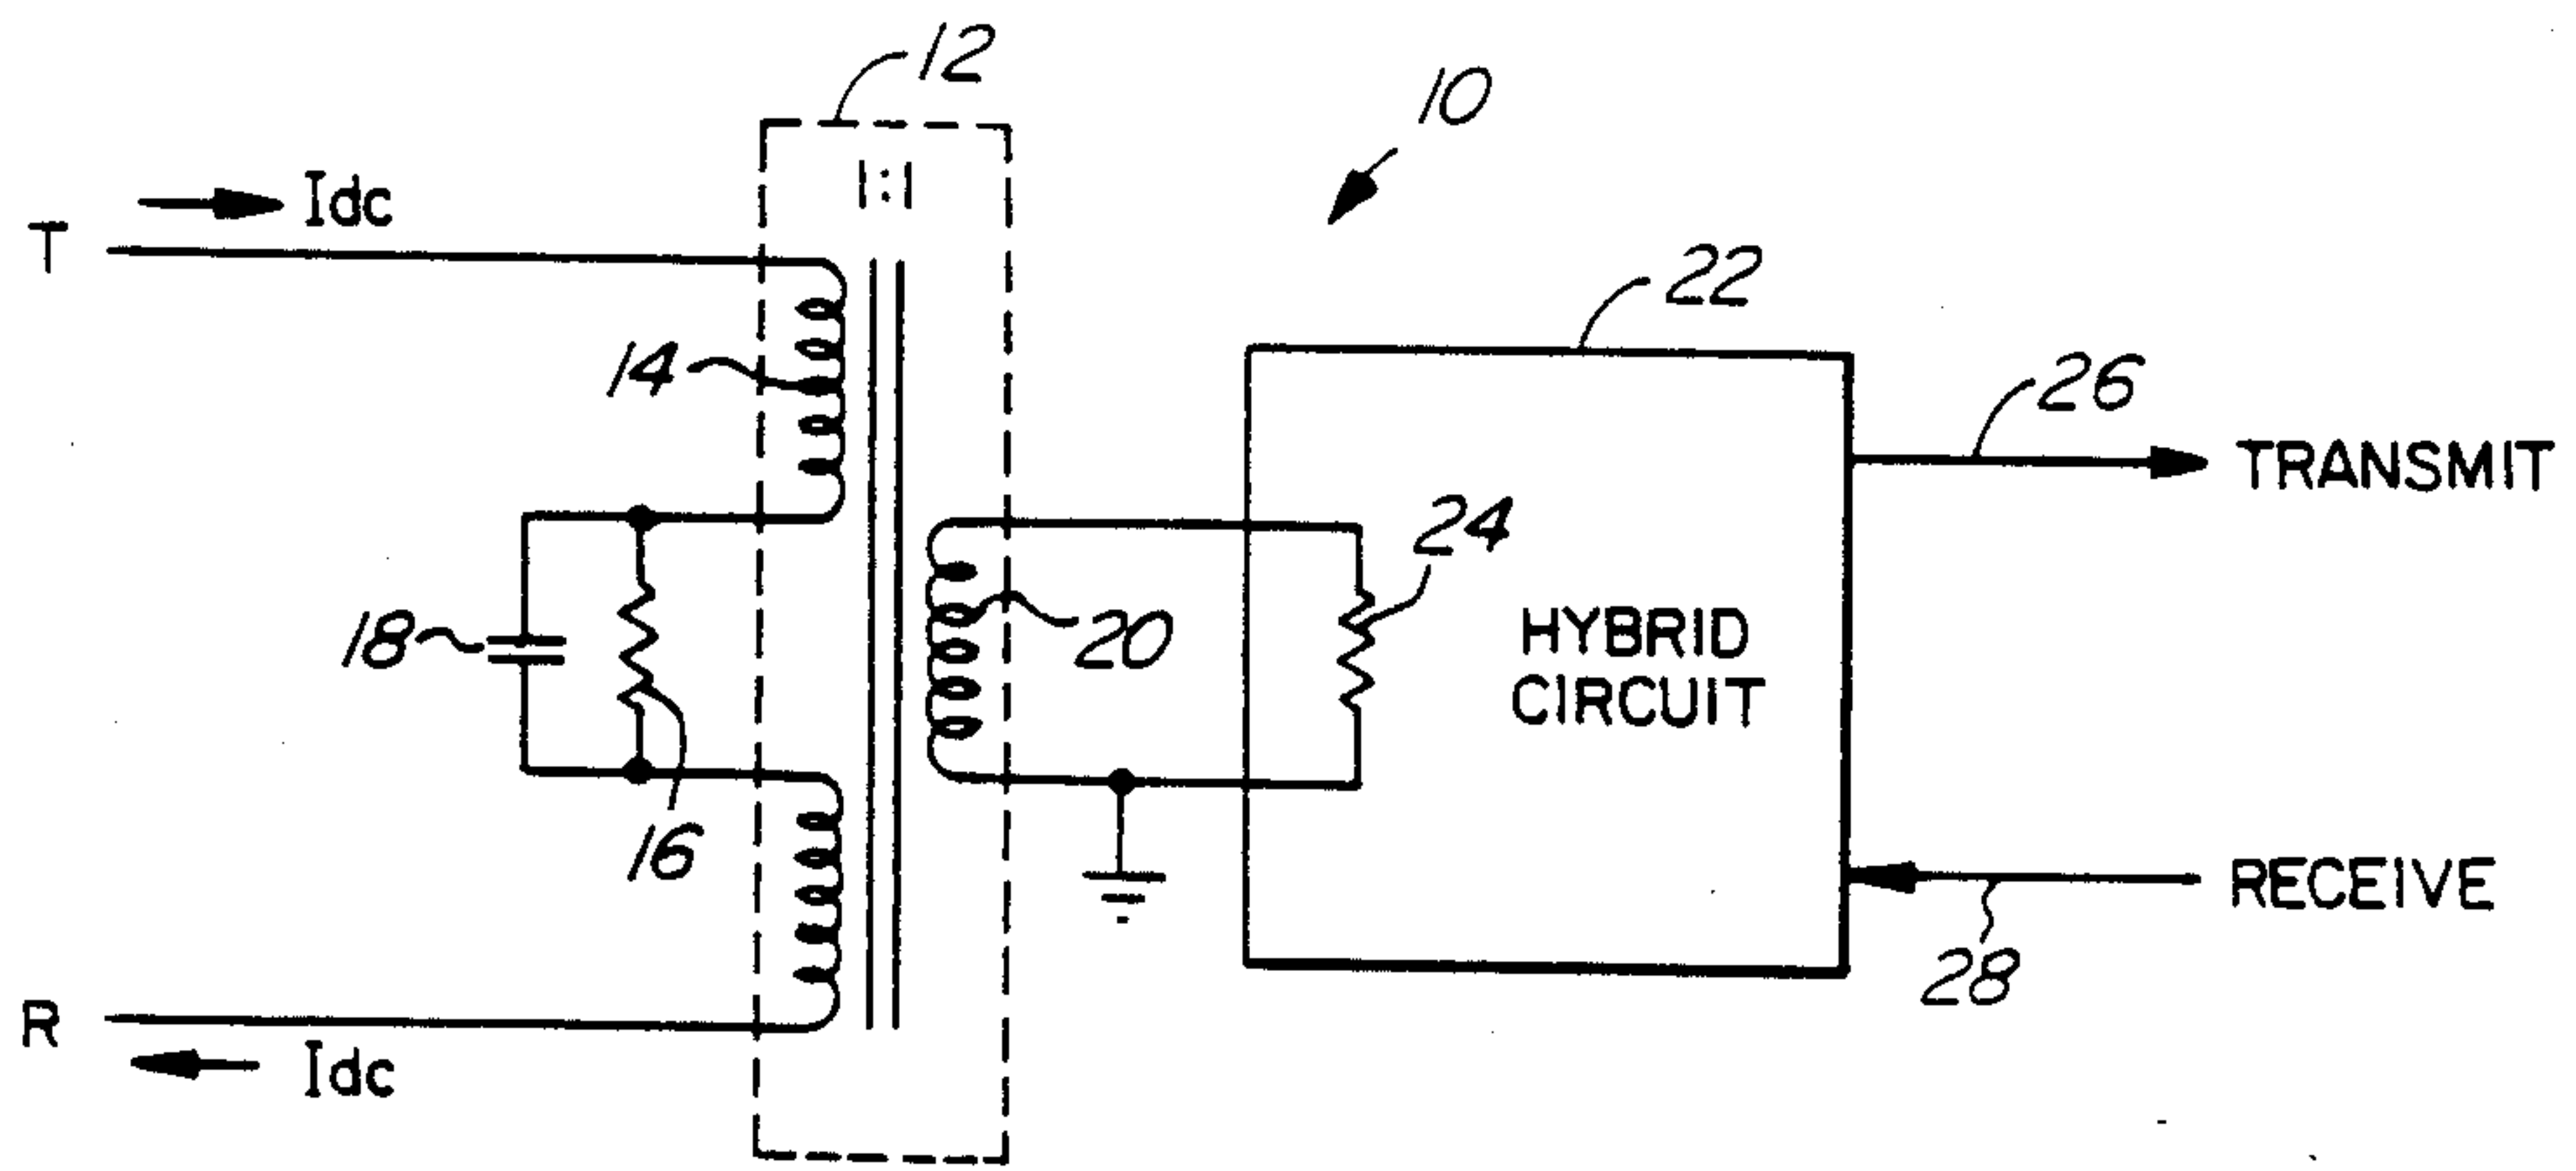 12
10
1:1
Idc
T
22
14
26
TRANSMIT
24
18
20
HYBRID
CIRCUIT
16
RECEIVE
28
R
Idc